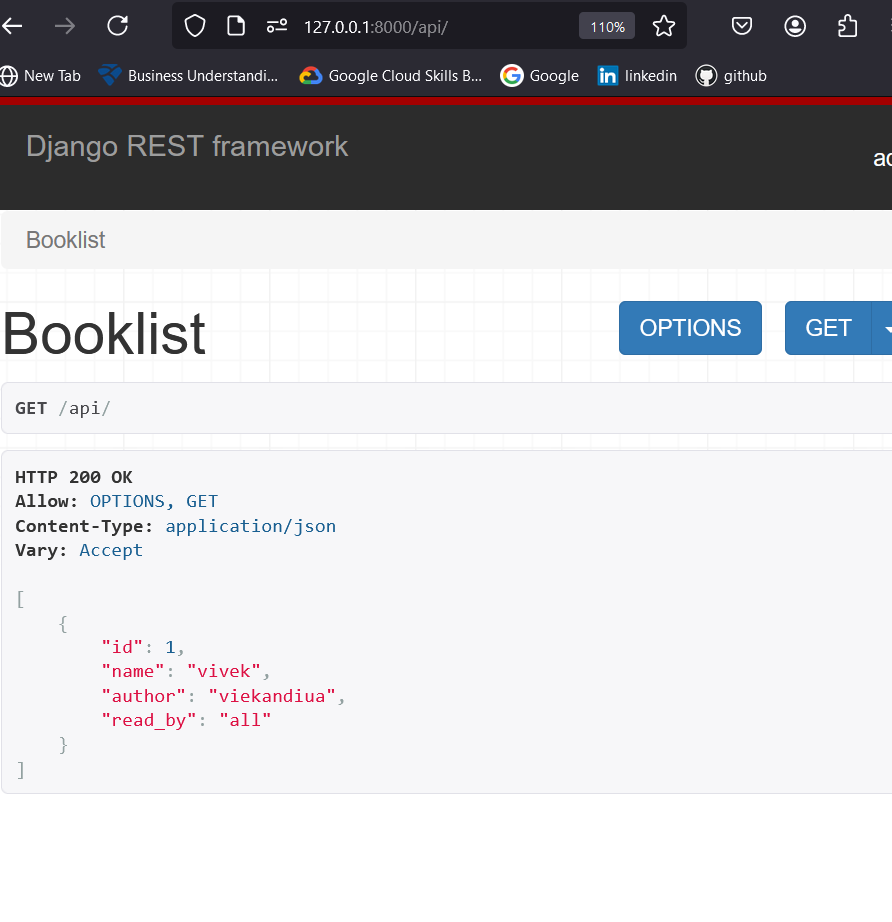 127.0.0.1:8000/api/ 110%
New Tab Business Understandi... Google Cloud Skills B... Google linkedin github
Django REST framework
Booklist
Booklist OPTIONS GET
GET /api/
HTTP 200 OK
Allow: OPTIONS, GET
Content-Type: application/json
Vary: Accept
[
{
"id": 1,
"name": "vivek",
"author": "viekandiua",
"read_by": "all"
}
]